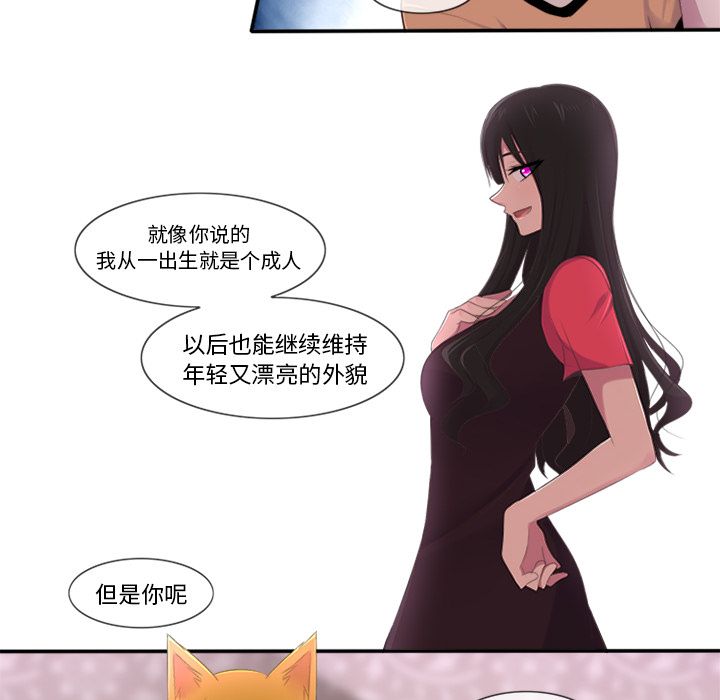 就像你说的
我从一出生就是个成人
以后也能继续维持
年轻又漂亮的外貌
但是你呢